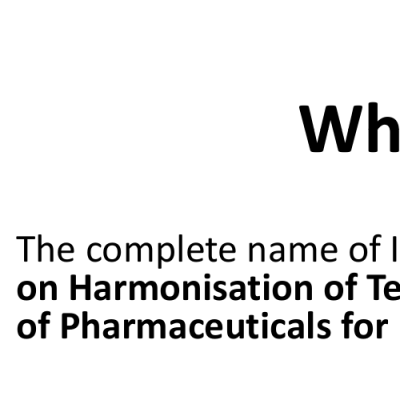 Wh
The complete name of I
on Harmonisation of Te
of Pharmaceuticals for